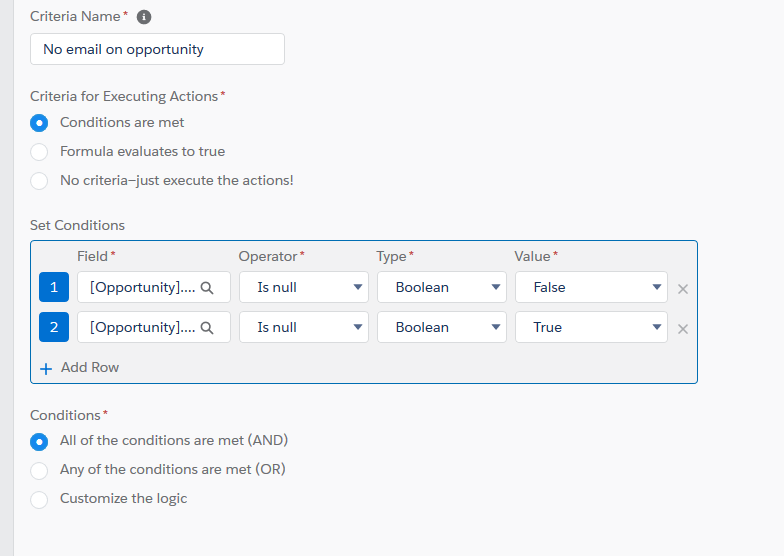 Criteria Name*
No email on opportunity
Criteria for Executing Actions*
Conditions are met
Formula evaluates to true
No criteria–just execute the actions!
Set Conditions
Field* Operator* Type* Value*
1 [Opportunity].... Is null Boolean False
2 [Opportunity].... Is null Boolean True
+ Add Row
Conditions*
All of the conditions are met (AND)
Any of the conditions are met (OR)
Customize the logic